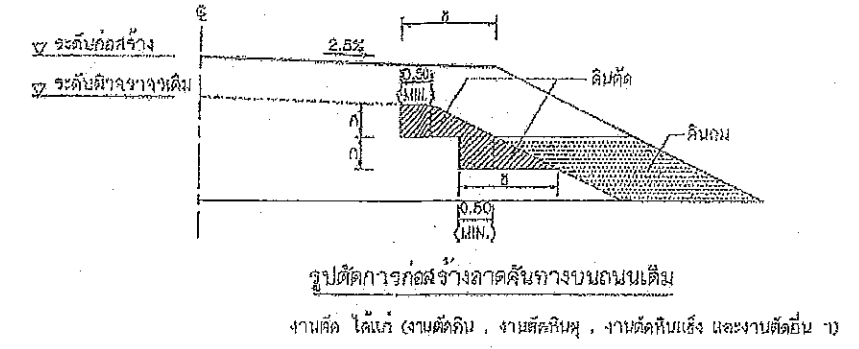 ℄
ช
ระดับก่อสร้าง
2.5%
ระดับผิวจราจรเดิม
0.50
(MIN.)
ดินตัด
ก
ดินถม
ก
ช
0.50
(MIN.)
รูปตัดการก่อสร้างลาดคันทางบนถนนเดิม
งานตัด ได้แก่ (งานตัดดิน , งานตัดหินผุ , งานตัดหินแข็ง และงานตัดอื่น ๆ)